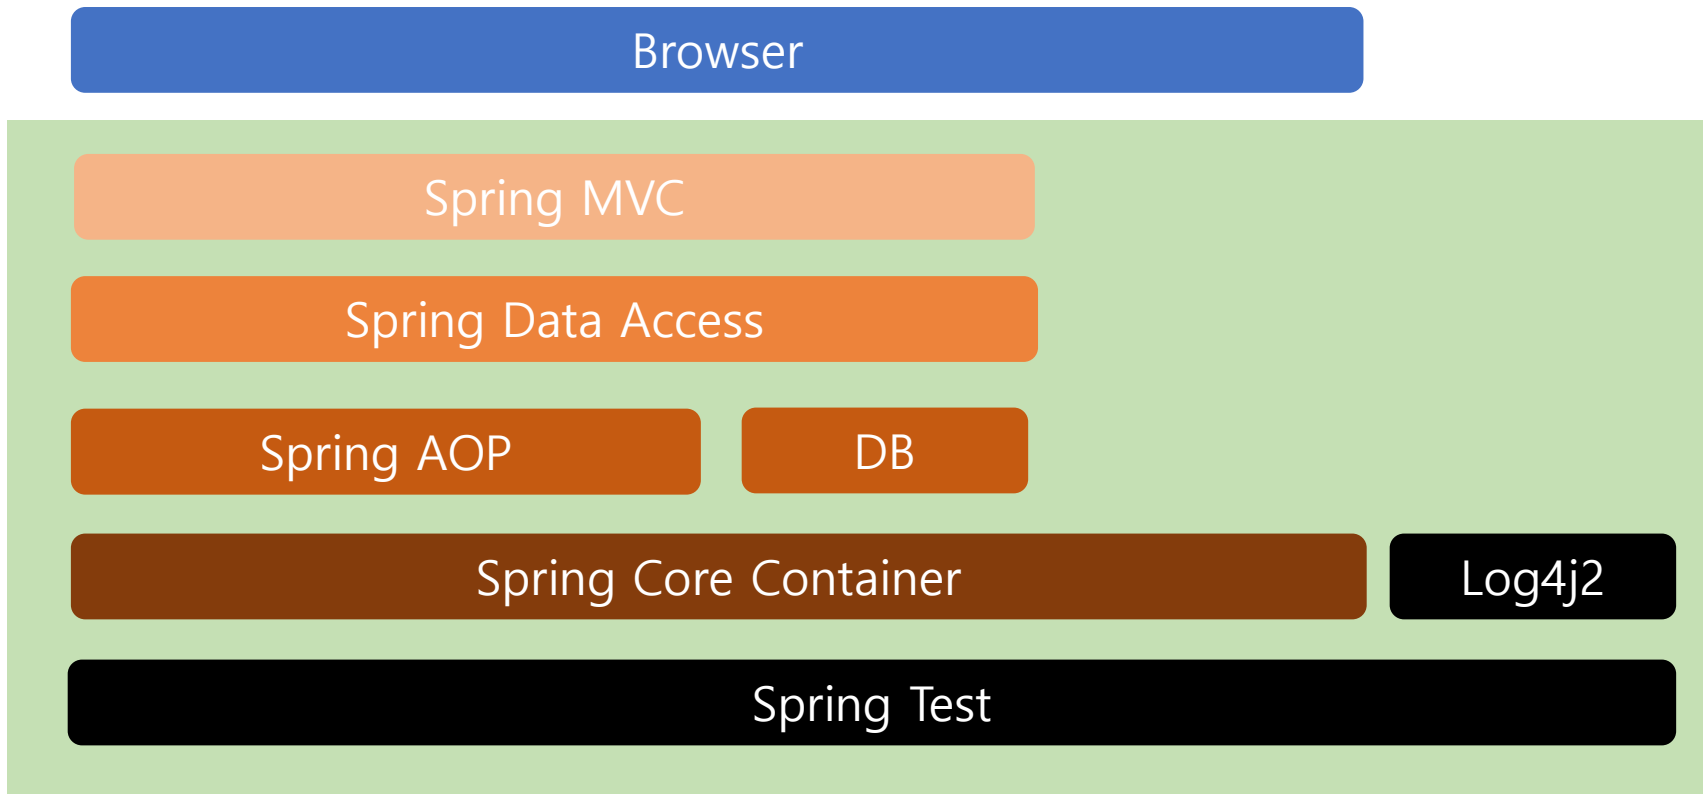 Browser
Spring MVC
Spring Data Access
Spring AOP
DB
Spring Core Container
Log4j2
Spring Test